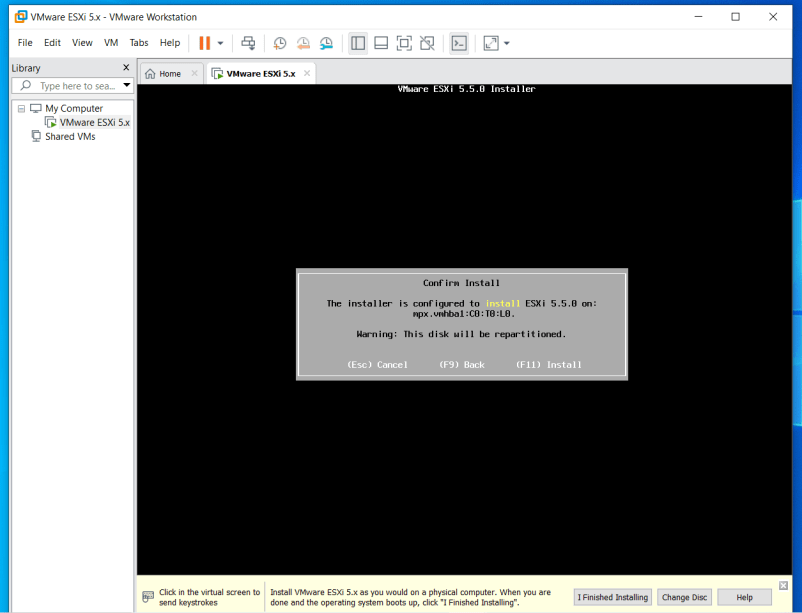 VMware ESXi 5.x - VMware Workstation
File Edit View VM Tabs Help
Library X
Type here to sea...
My Computer
VMware ESXi 5.x
Shared VMs
Home
VMware ESXi 5.x
VMware ESXi 5.5.0 Installer
Confirm Install
The installer is configured to install ESXi 5.5.0 on:
mpx.vmhba1:C0:T0:L0.
Warning: This disk will be repartitioned.
(Esc) Cancel (F9) Back (F11) Install
Click in the virtual screen to
send keystrokes
Install VMware ESXi 5.x as you would on a physical computer. When you are
done and the operating system boots up, click "I Finished Installing".
I Finished Installing Change Disc Help